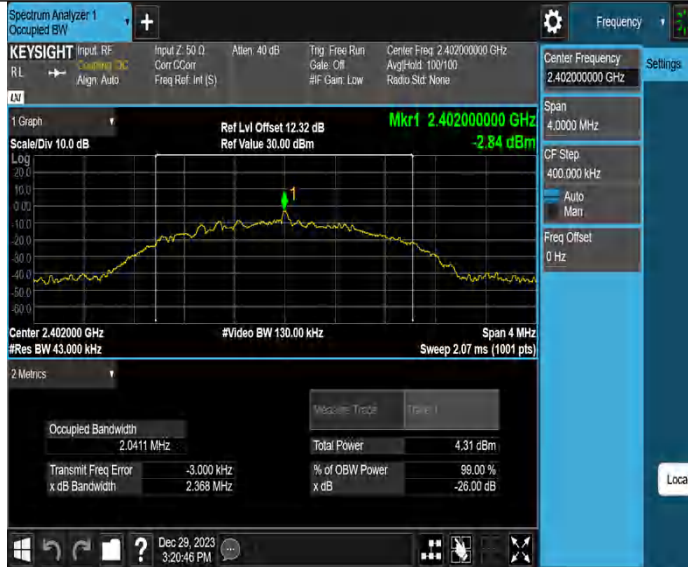 Spectrum Analyzer 1
Occupied BW
+
Frequency
KEYSIGHT
RL
Input: RF
Coupling: DC
Align: Auto
Input Z: 50 Ω
Corr CCorr
Freq Ref: Int (S)
Atten: 40 dB
Trig: Free Run
Gate: Off
#IF Gain: Low
Center Freq: 2.402000000 GHz
Avg|Hold: 100/100
Radio Std: None
Center Frequency
2.402000000 GHz
Settings
Span
4.0000 MHz
CF Step
400.000 kHz
Auto
Man
Freq Offset
0 Hz
1 Graph
Scale/Div 10.0 dB
Ref Lvl Offset 12.32 dB
Ref Value 30.00 dBm
Mkr1 2.402000000 GHz
-2.84 dBm
Log
20.0
10.0
0.00
-10.0
-20.0
-30.0
-40.0
-50.0
-60.0
1
Center 2.402000 GHz
#Res BW 43.000 kHz
#Video BW 130.00 kHz
Span 4 MHz
Sweep 2.07 ms (1001 pts)
2 Metrics
Measure Trace
Trace 1
Occupied Bandwidth
2.0411 MHz
Total Power
4.31 dBm
Transmit Freq Error
-3.000 kHz
% of OBW Power
99.00 %
x dB Bandwidth
2.368 MHz
x dB
-26.00 dB
Loca
?
Dec 29, 2023
3:20:46 PM